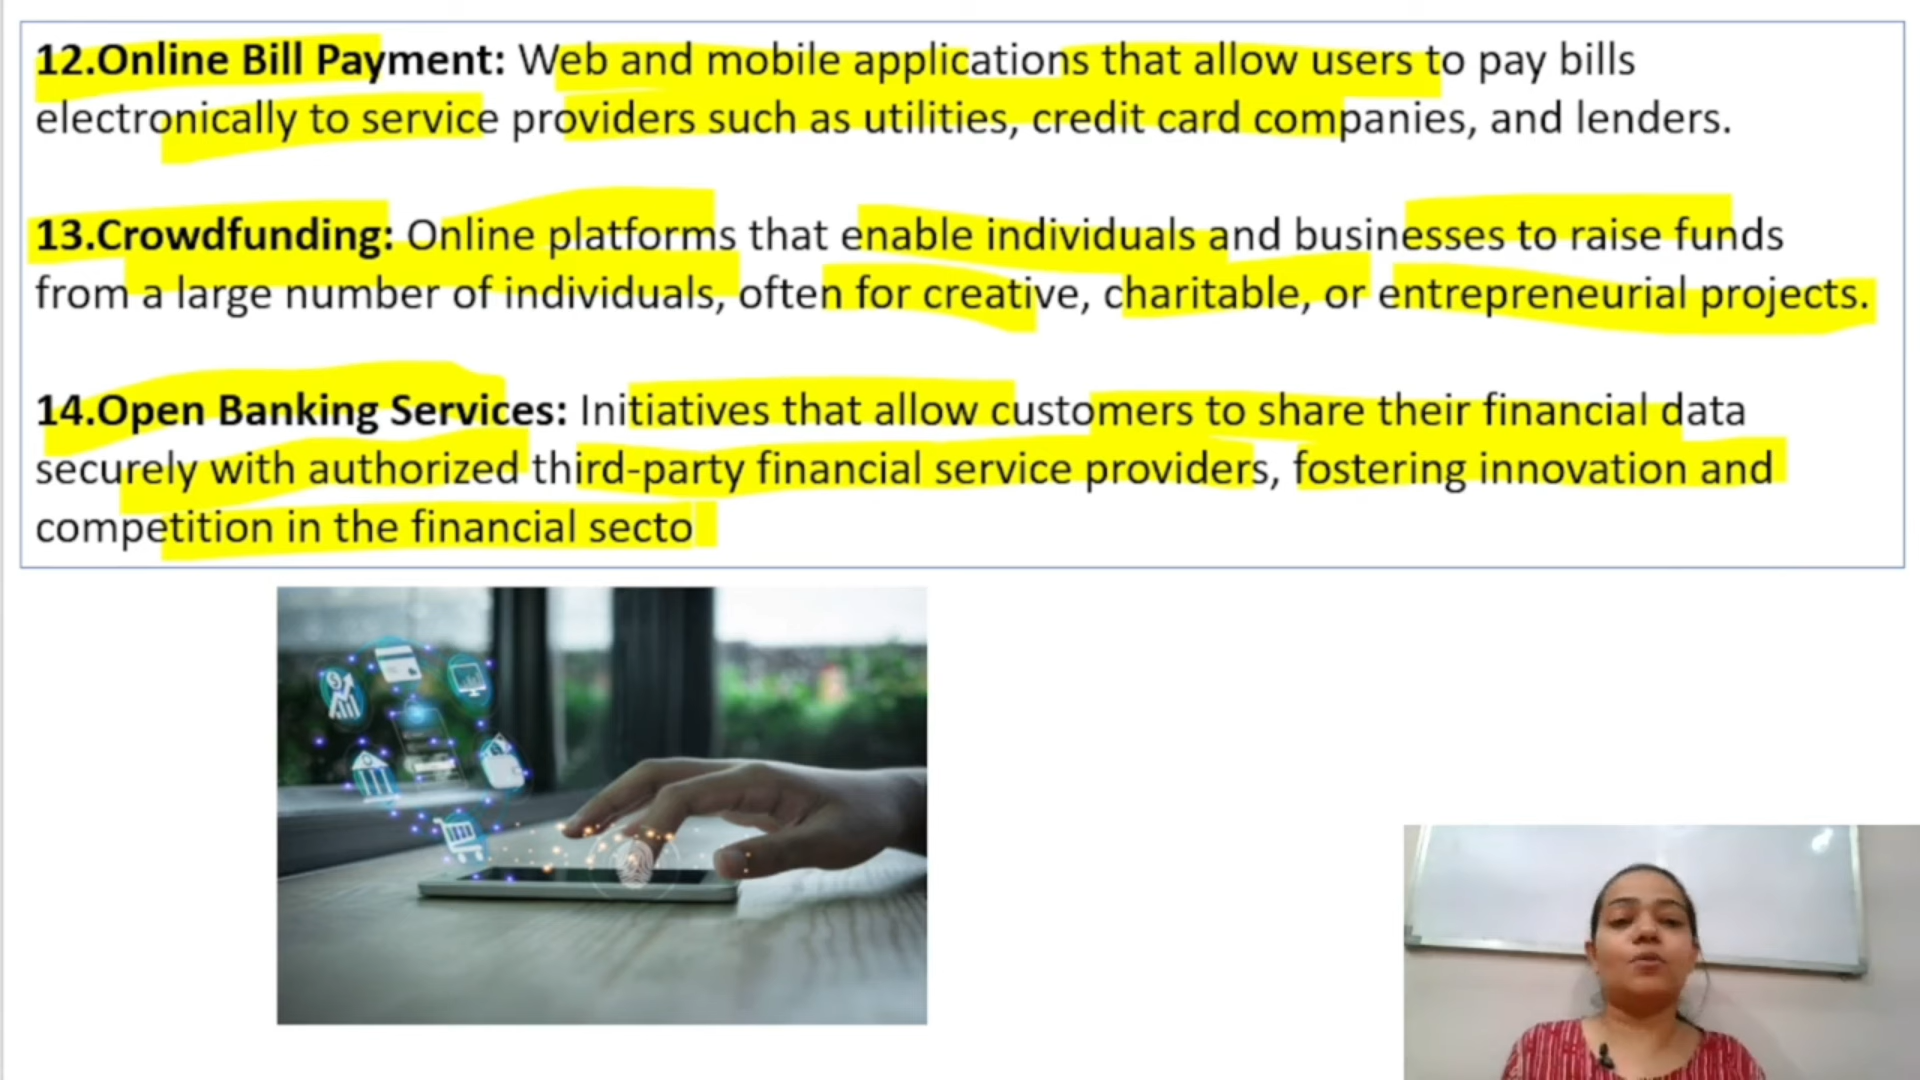 12.Online Bill Payment: Web and mobile applications that allow users to pay bills
electronically to service providers such as utilities, credit card companies, and lenders.
13.Crowdfunding: Online platforms that enable individuals and businesses to raise funds
from a large number of individuals, often for creative, charitable, or entrepreneurial projects.
14.Open Banking Services: Initiatives that allow customers to share their financial data
securely with authorized third-party financial service providers, fostering innovation and
competition in the financial secto